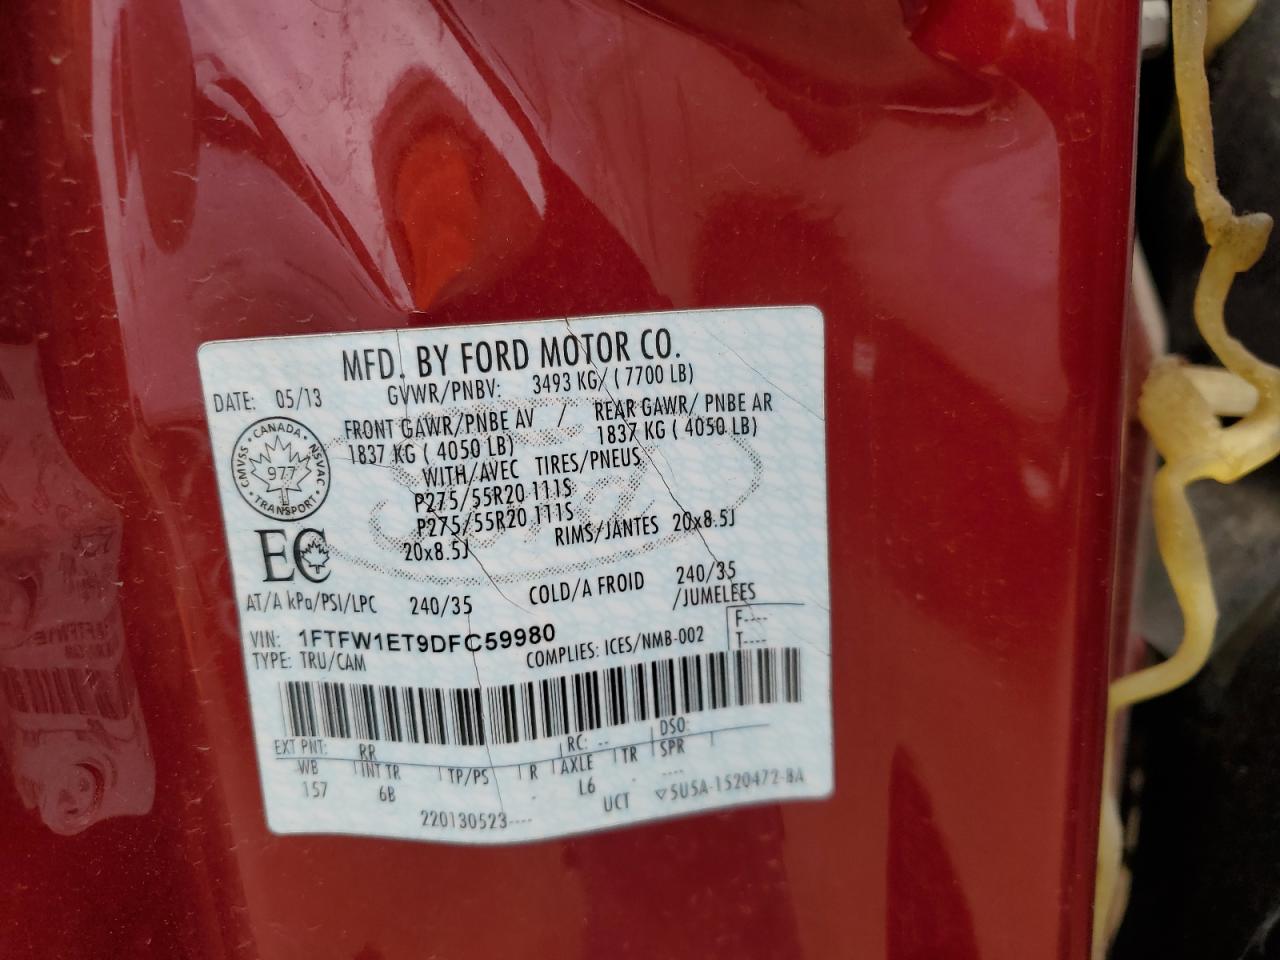 MFD. BY FORD MOTOR CO.
DATE: 05/13 GVWR/PNBV: 3493 KG/ ( 7700 LB)
FRONT GAWR/PNBE AV / REAR GAWR/ PNBE AR
1837 KG ( 4050 LB) 1837 KG ( 4050 LB)
WITH/AVEC TIRES/PNEUS
P275/55R20 111S
P275/55R20 111S
20x8.5J RIMS/JANTES 20x8.5J
CMVSS • CANADA • NSVAC • TRANSPORT •
977
EC
AT/A kPa/PSI/LPC 240/35 COLD/A FROID 240/35
/JUMELEES
VIN: 1FTFW1ET9DFC59980
F----
T----
TYPE: TRU/CAM COMPLIES: ICES/NMB-002
EXT PNT: RR RC: -- DSO:
WB INT TR TP/PS R AXLE TR SPR
157 6B L6 ----
UCT ▽5U5A-1520472-BA
220130523----